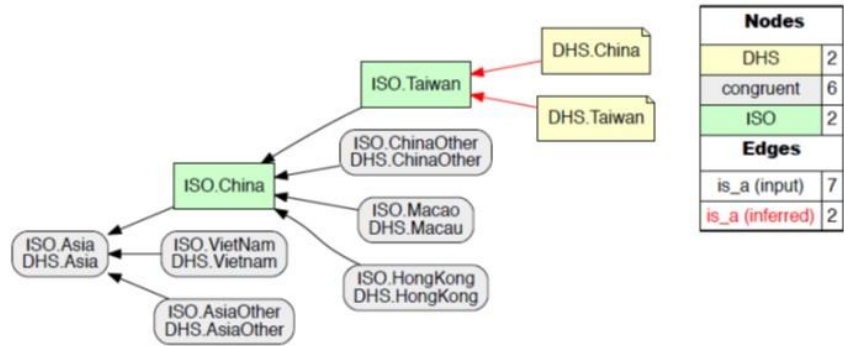 DHS.China
ISO.Taiwan
DHS.Taiwan
ISO.ChinaOther
DHS.ChinaOther
ISO.China
ISO.Macao
DHS.Macau
ISO.Asia
DHS.Asia
ISO.VietNam
DHS.Vietnam
ISO.HongKong
DHS.HongKong
ISO.AsiaOther
DHS.AsiaOther
Nodes
DHS 2
congruent 6
ISO 2
Edges
is_a (input) 7
is_a (inferred) 2